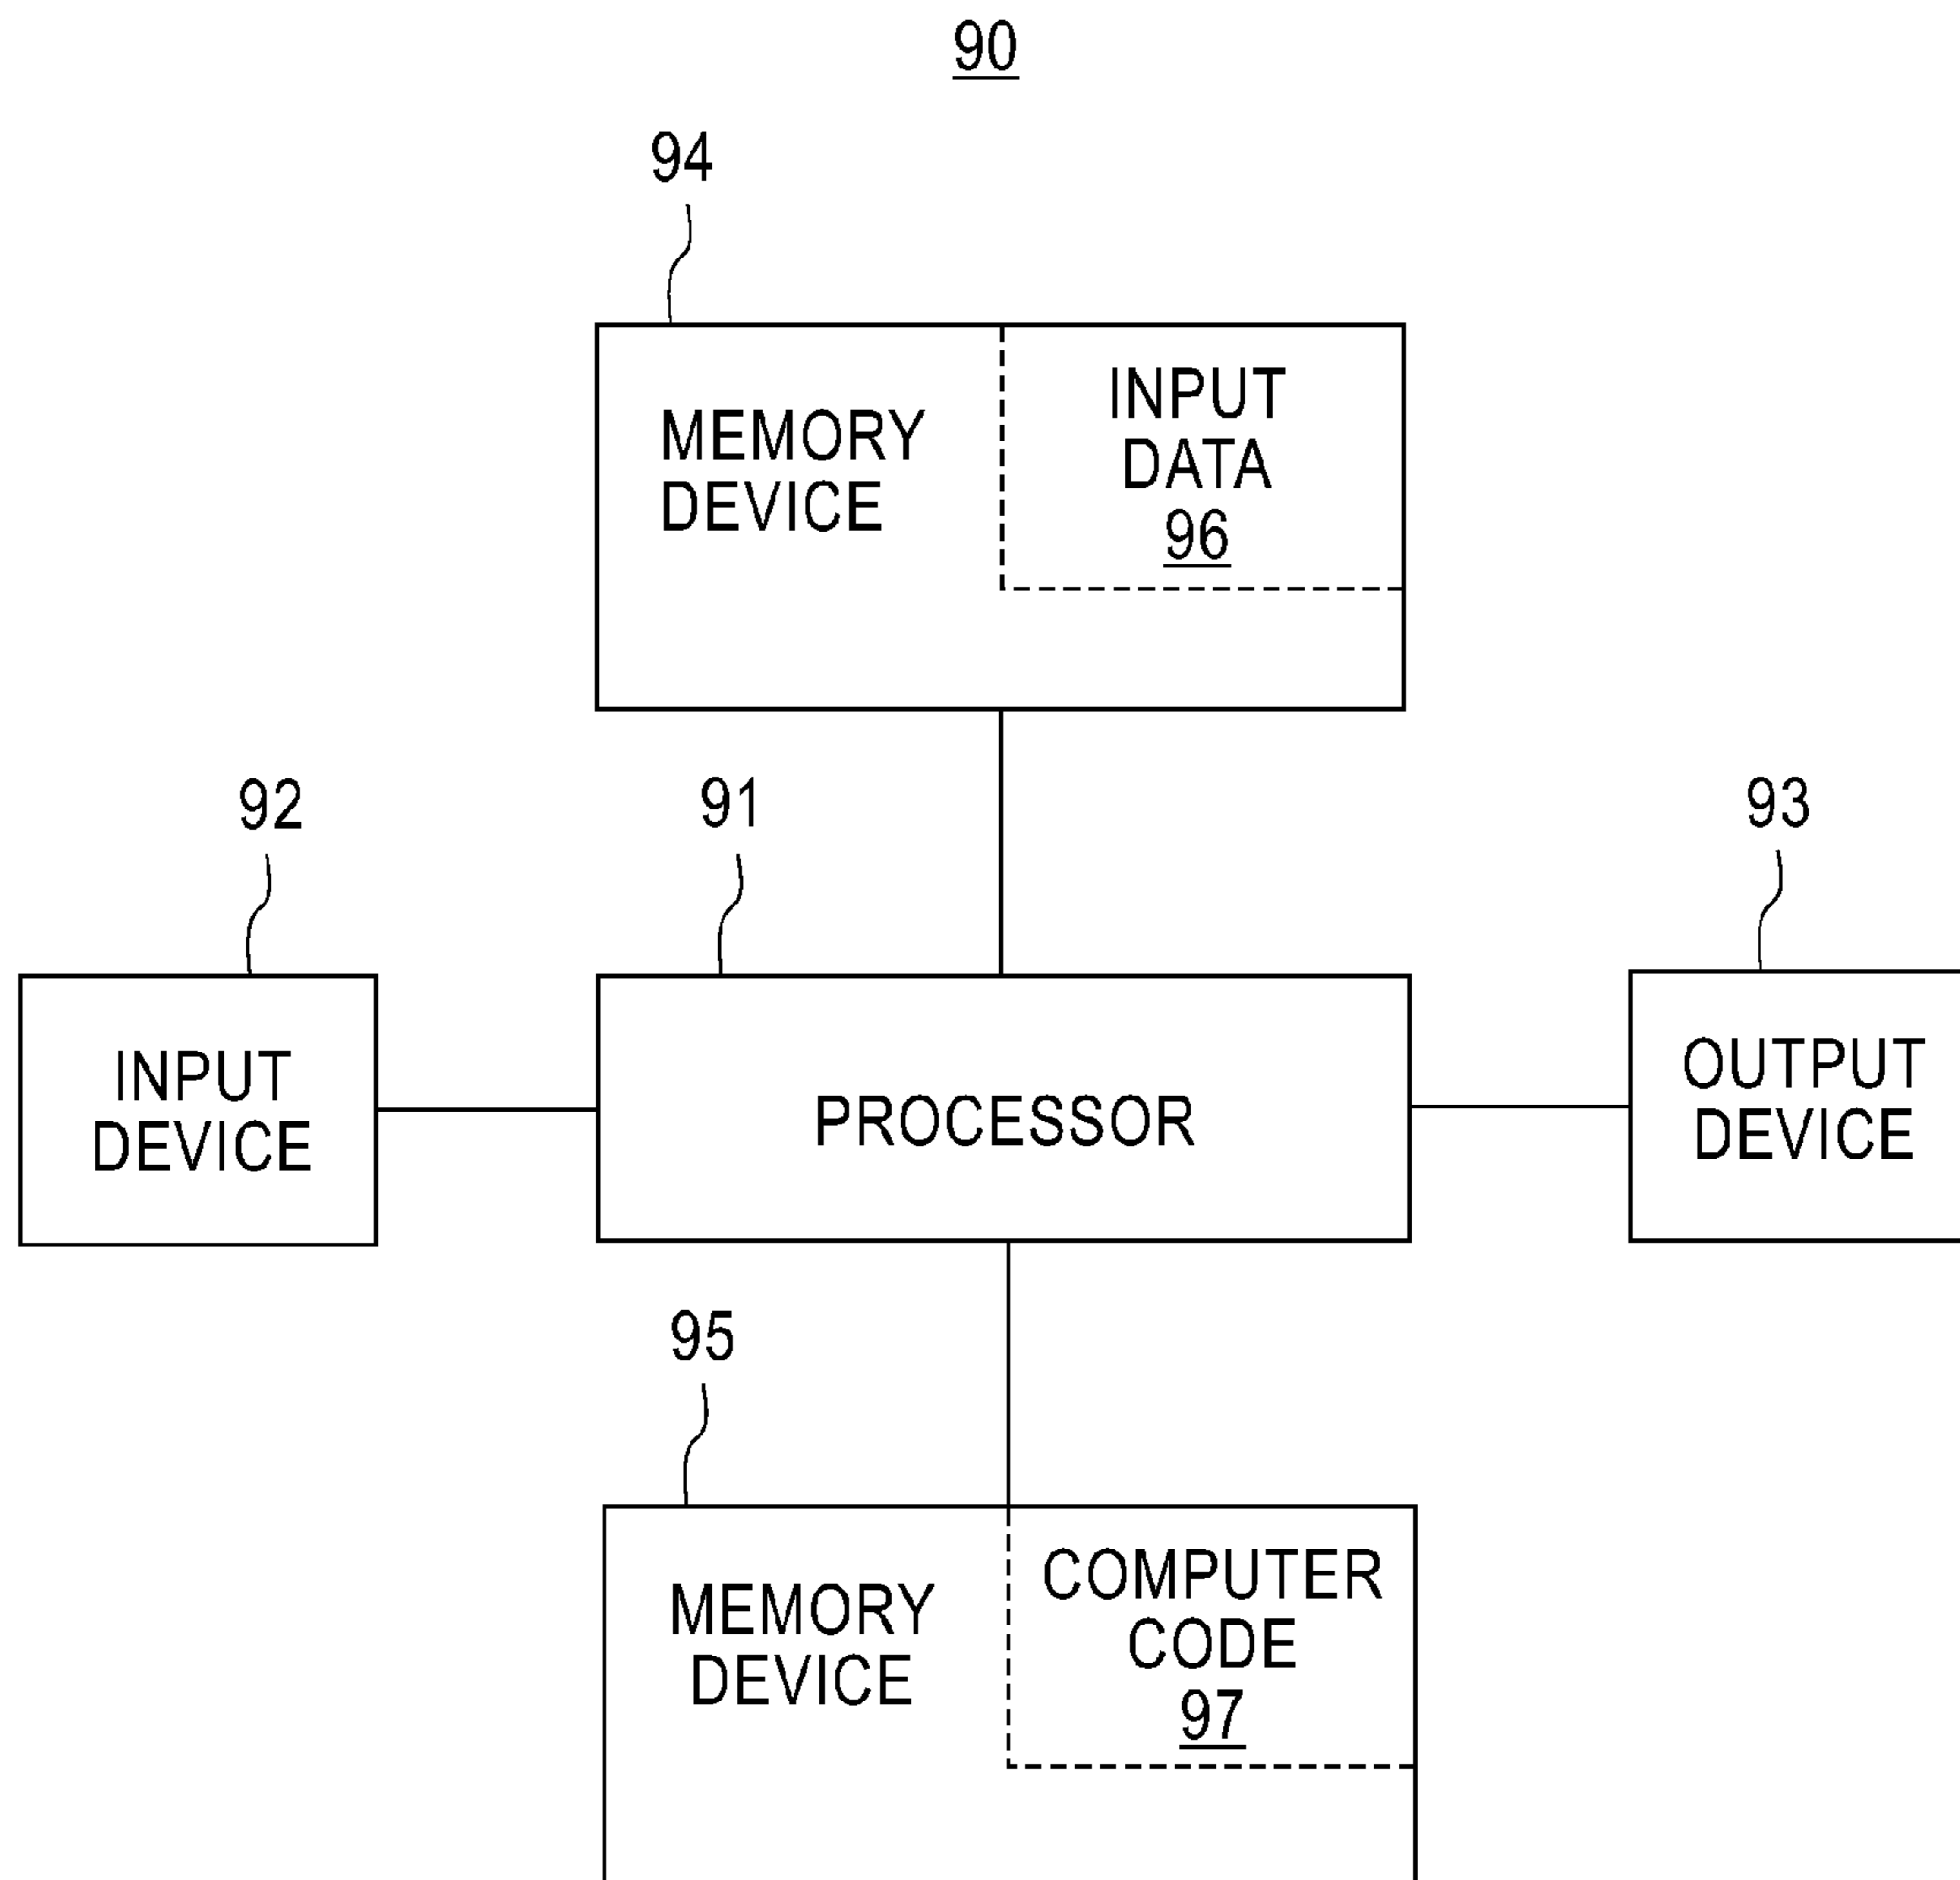 90
94
MEMORY
DEVICE
INPUT
DATA
96
92
91
93
INPUT
DEVICE
PROCESSOR
OUTPUT
DEVICE
95
MEMORY
DEVICE
COMPUTER
CODE
97